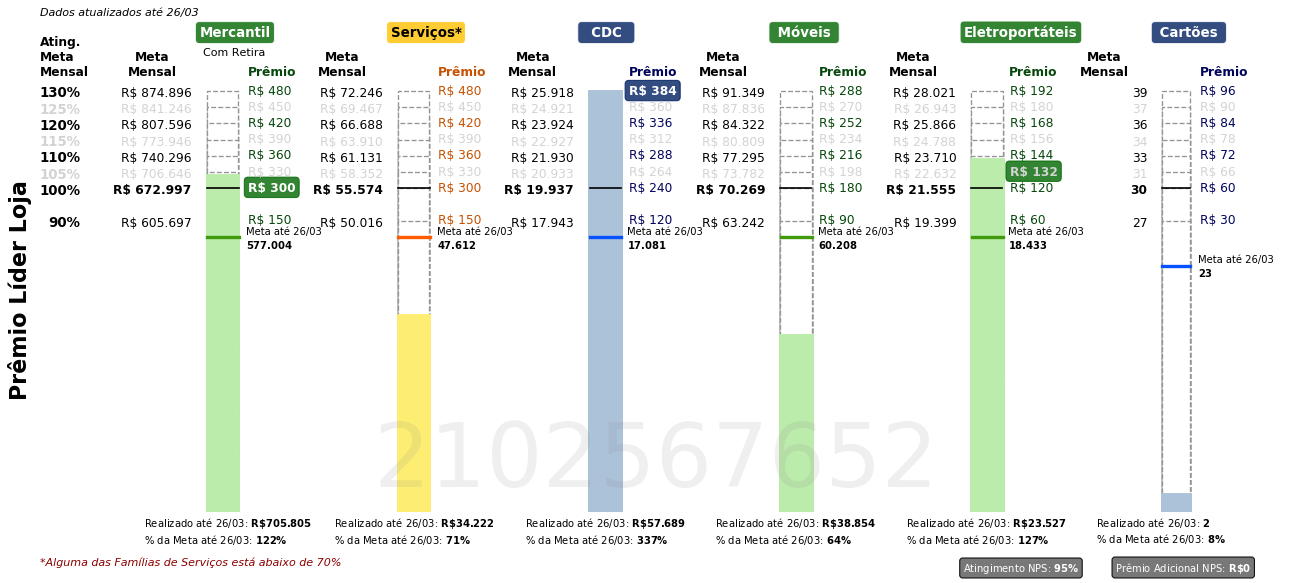 Dados atualizados até 26/03
Mercantil Serviços* CDC Móveis Eletroportáteis Cartões
Com Retira
Ating. Meta Mensal Meta Mensal Prêmio Meta Mensal Prêmio Meta Mensal Prêmio Meta Mensal Prêmio Meta Mensal Prêmio Meta Mensal Prêmio
130% R$ 874.896 R$ 480 R$ 72.246 R$ 480 R$ 25.918 R$ 384 R$ 91.349 R$ 288 R$ 28.021 R$ 192 39 R$ 96
125% R$ 841.246 R$ 450 R$ 69.467 R$ 450 R$ 24.921 R$ 360 R$ 87.836 R$ 270 R$ 26.943 R$ 180 37 R$ 90
120% R$ 807.596 R$ 420 R$ 66.688 R$ 420 R$ 23.924 R$ 336 R$ 84.322 R$ 252 R$ 25.866 R$ 168 36 R$ 84
115% R$ 773.946 R$ 390 R$ 63.910 R$ 390 R$ 22.927 R$ 312 R$ 80.809 R$ 234 R$ 24.788 R$ 156 34 R$ 78
110% R$ 740.296 R$ 360 R$ 61.131 R$ 360 R$ 21.930 R$ 288 R$ 77.295 R$ 216 R$ 23.710 R$ 144 33 R$ 72
105% R$ 706.646 R$ 330 R$ 58.352 R$ 330 R$ 20.933 R$ 264 R$ 73.782 R$ 198 R$ 22.632 R$ 132 31 R$ 66
100% R$ 672.997 R$ 300 R$ 55.574 R$ 300 R$ 19.937 R$ 240 R$ 70.269 R$ 180 R$ 21.555 R$ 120 30 R$ 60
90% R$ 605.697 R$ 150 R$ 50.016 R$ 150 R$ 17.943 R$ 120 R$ 63.242 R$ 90 R$ 19.399 R$ 60 27 R$ 30
Meta até 26/03 Meta até 26/03 Meta até 26/03 Meta até 26/03 Meta até 26/03
577.004 47.612 17.081 60.208 18.433
Meta até 26/03
23
Prêmio Líder Loja
2102567652
Realizado até 26/03: R$705.805 Realizado até 26/03: R$34.222 Realizado até 26/03: R$57.689 Realizado até 26/03: R$38.854 Realizado até 26/03: R$23.527 Realizado até 26/03: 2
% da Meta até 26/03: 122% % da Meta até 26/03: 71% % da Meta até 26/03: 337% % da Meta até 26/03: 64% % da Meta até 26/03: 127% % da Meta até 26/03: 8%
*Alguma das Famílias de Serviços está abaixo de 70% Atingimento NPS: 95% Prêmio Adicional NPS: R$0